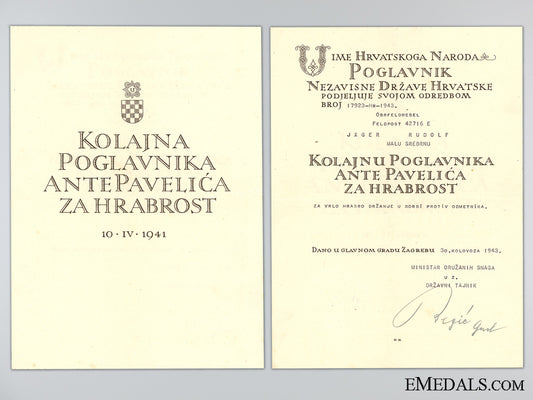 KOLAJNA
POGLAVNIKA
ANTE PAVELIĆA
ZA HRABROST
10·IV·1941
U IME HRVATSKOGA NARODA
POGLAVNIK
NEZAVISNE DRŽAVE HRVATSKE
PODJELJUJE SVOJOM ODREDBOM
BROJ 17923-HB-1943.
OBERFELDWEBEL
FELDPOST 42716 E
JÄGER RUDOLF
MALU SREBRNU
KOLAJNU POGLAVNIKA
ANTE PAVELIĆA
ZA HRABROST
ZA VRLO HRABRO DRŽANJE U BORBI PROTIV ODMETNIKA.
DANO U GLAVNOM GRADU ZAGREBU 30. KOLOVOZA 1943.
MINISTAR ORUŽANIH SNAGA
U Z.
DRŽAVNI TAJNIK
EMEDALS.COM